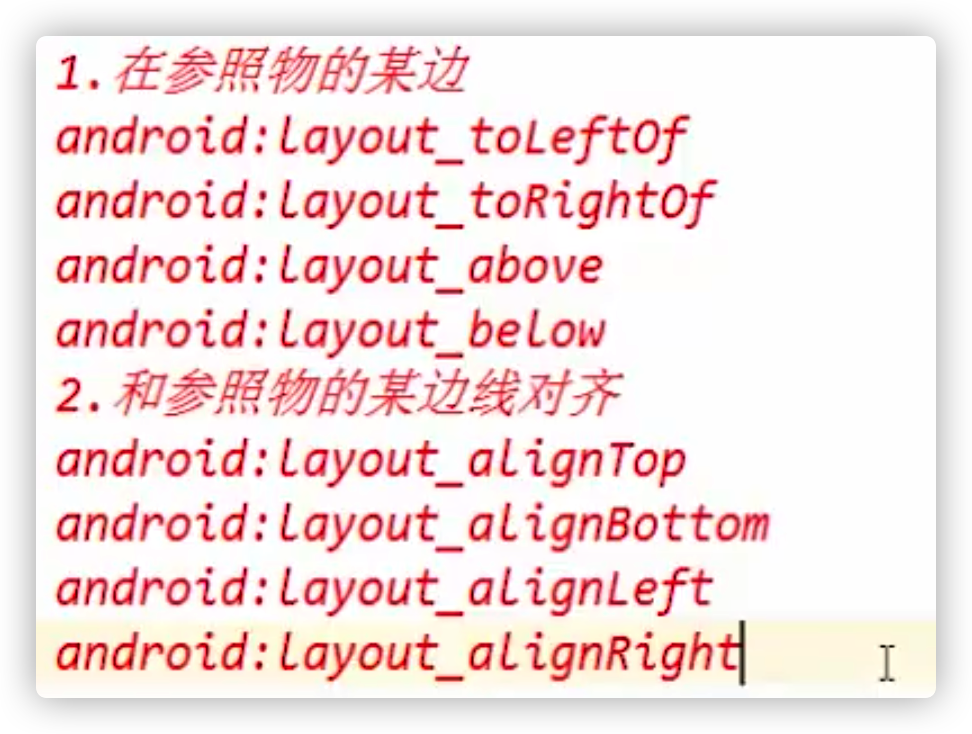 1.在参照物的某边
android:layout_toLeftOf
android:layout_toRightOf
android:layout_above
android:layout_below
2.和参照物的某边线对齐
android:layout_alignTop
android:layout_alignBottom
android:layout_alignLeft
android:layout_alignRight